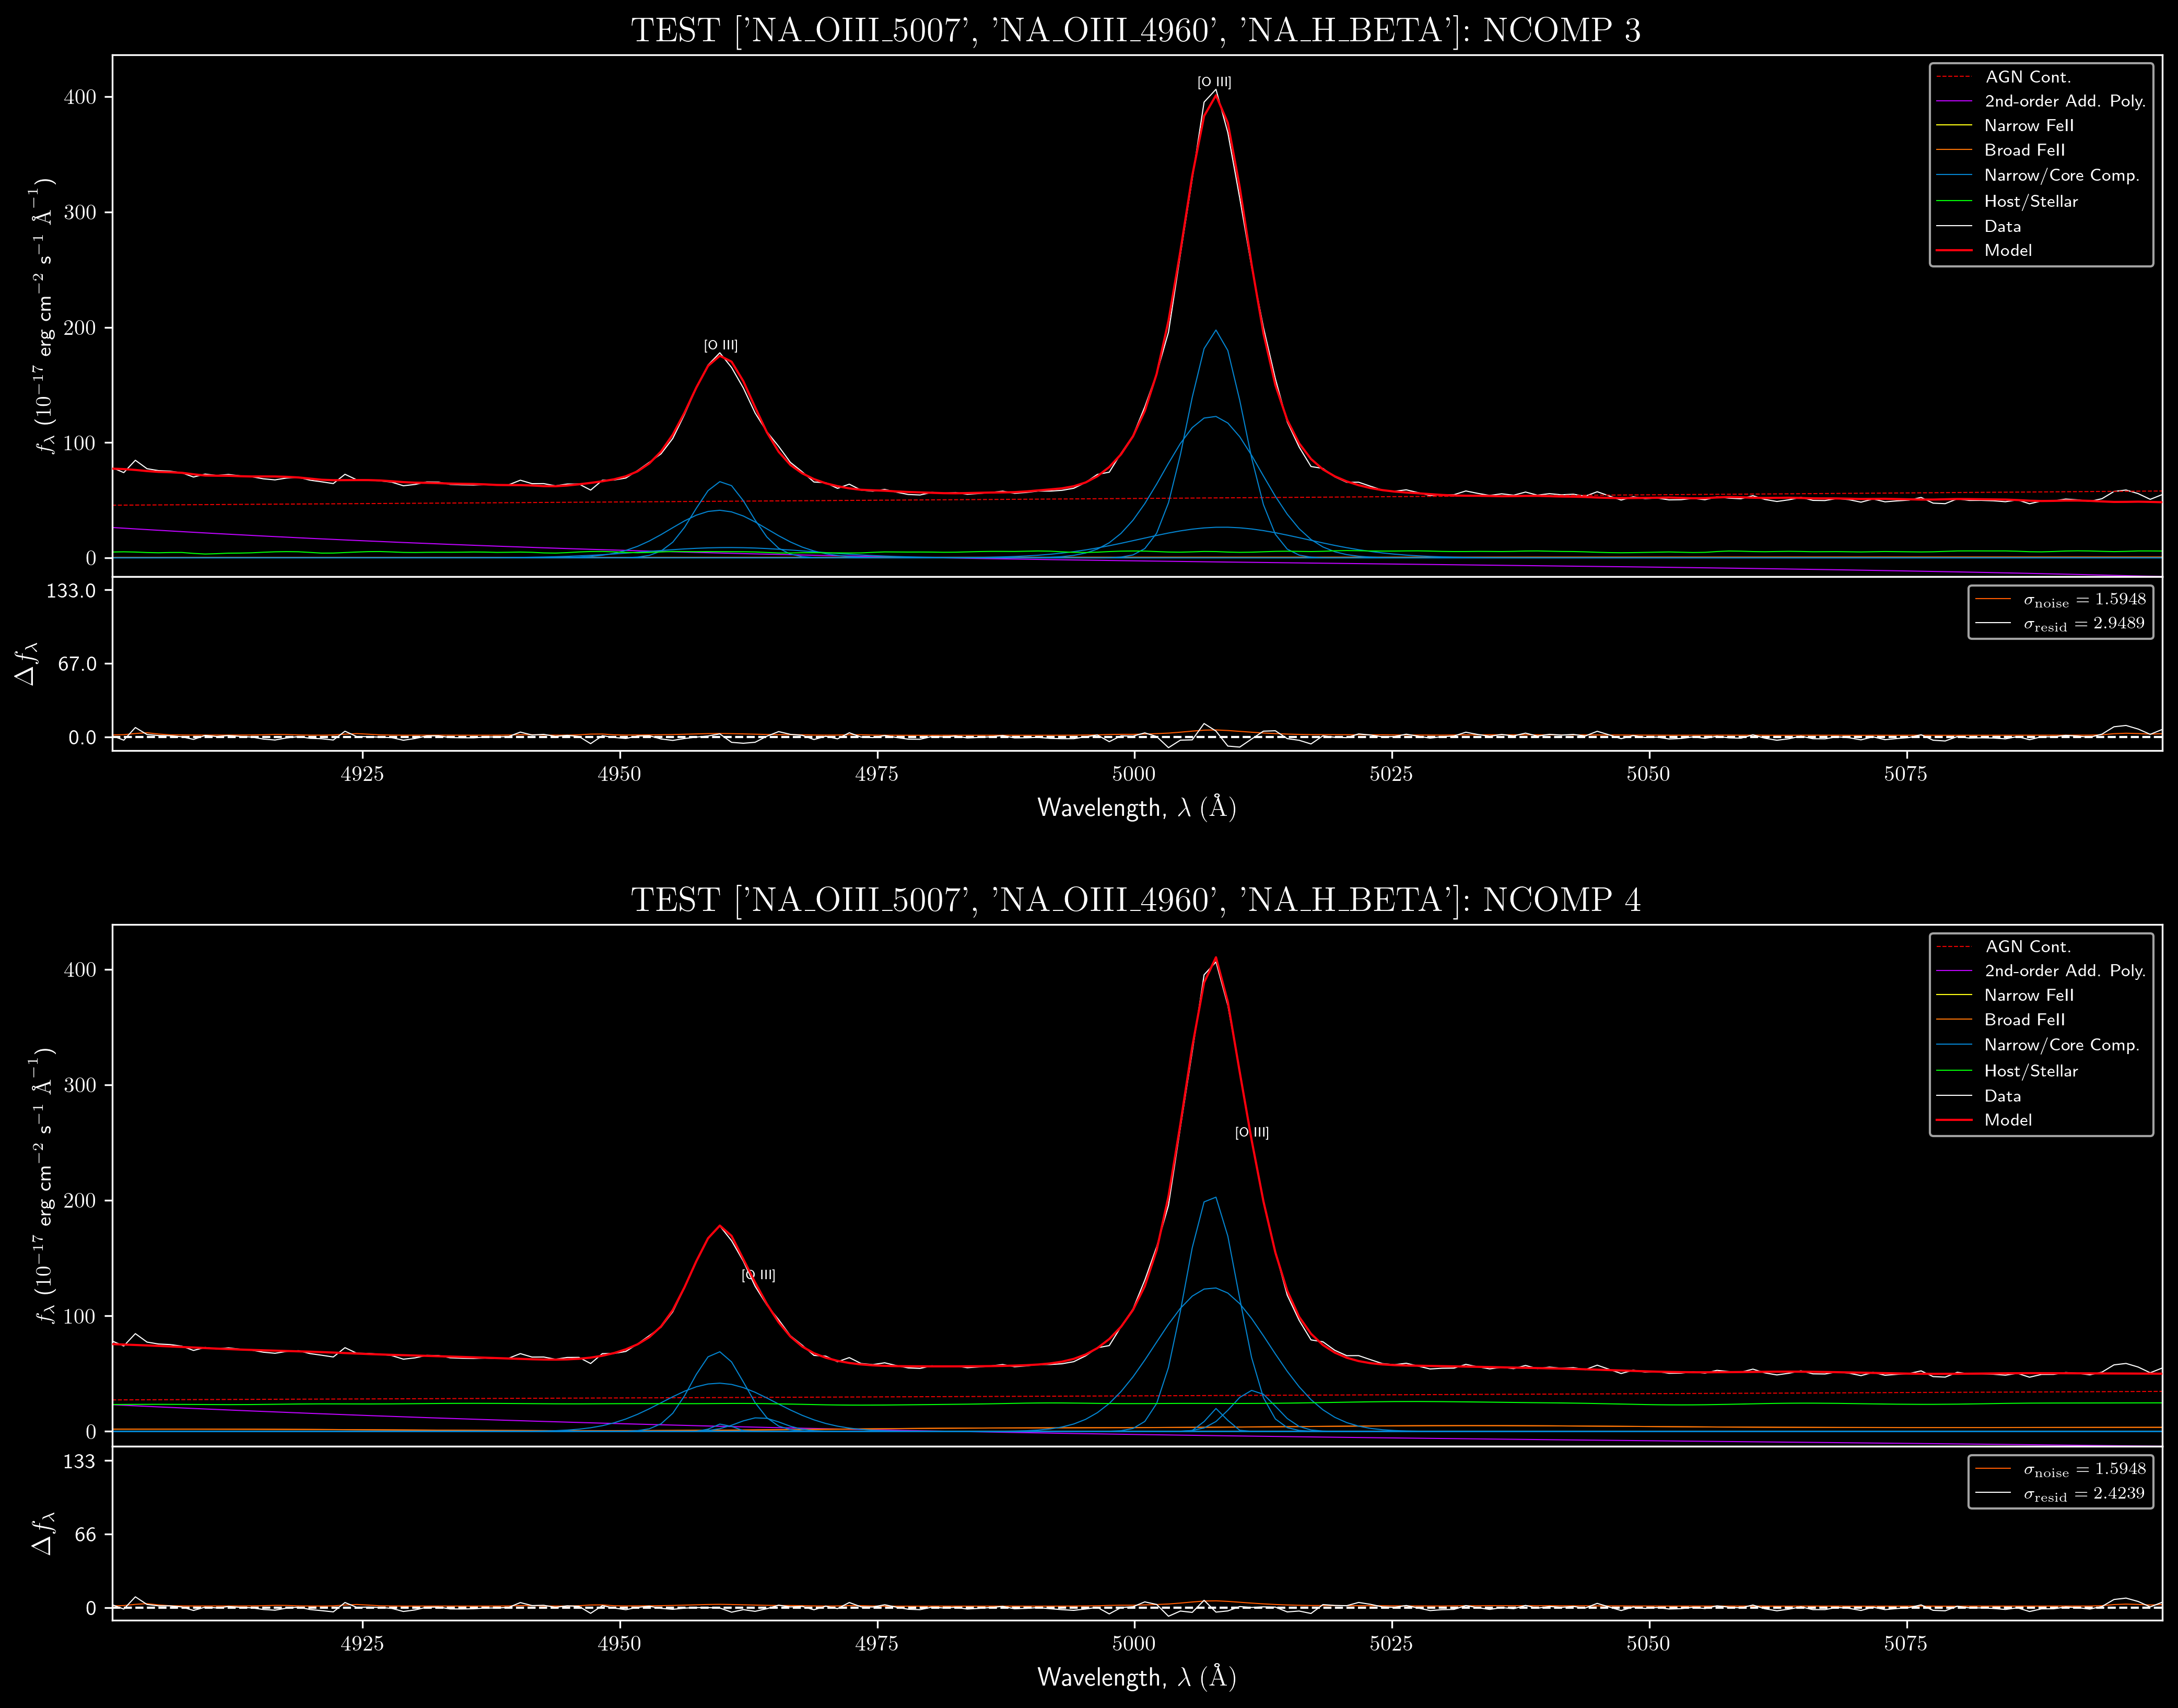 TEST ['NA_OIII_5007', 'NA_OIII_4960', 'NA_H_BETA']: NCOMP 3
[O III]
[O III]
AGN Cont.
2nd-order Add. Poly.
Narrow FeII
Broad FeII
Narrow/Core Comp.
Host/Stellar
Data
Model
400
300
200
100
0
f_λ (10⁻¹⁷ erg cm⁻² s⁻¹ Å⁻¹)
133.0
67.0
0.0
Δf_λ
σ_noise = 1.5948
σ_resid = 2.9489
4925 4950 4975 5000 5025 5050 5075
Wavelength, λ (Å)
TEST ['NA_OIII_5007', 'NA_OIII_4960', 'NA_H_BETA']: NCOMP 4
AGN Cont.
2nd-order Add. Poly.
Narrow FeII
Broad FeII
Narrow/Core Comp.
Host/Stellar
Data
Model
[O III]
[O III]
400
300
200
100
0
f_λ (10⁻¹⁷ erg cm⁻² s⁻¹ Å⁻¹)
133
66
0
Δf_λ
σ_noise = 1.5948
σ_resid = 2.4239
4925 4950 4975 5000 5025 5050 5075
Wavelength, λ (Å)